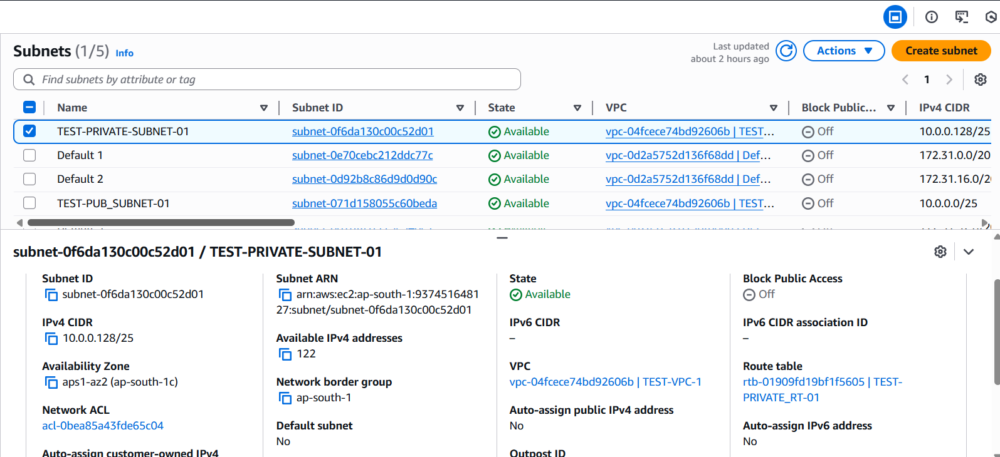 Last updated
about 2 hours ago
Subnets (1/5) Info
Actions
Create subnet
Find subnets by attribute or tag
1
Name Subnet ID State VPC Block Public... IPv4 CIDR
TEST-PRIVATE-SUBNET-01 subnet-0f6da130c00c52d01 Available vpc-04fcece74bd92606b | TEST... Off 10.0.0.128/25
Default 1 subnet-0e70cebc212ddc77c Available vpc-0d2a5752d136f68dd | Def... Off 172.31.0.0/20
Default 2 subnet-0d92b8c86d9d0d90c Available vpc-0d2a5752d136f68dd | Def... Off 172.31.16.0/20
TEST-PUB_SUBNET-01 subnet-071d158055c60beda Available vpc-04fcece74bd92606b | TEST... Off 10.0.0.0/25
subnet-0f6da130c00c52d01 / TEST-PRIVATE-SUBNET-01
Subnet ID
subnet-0f6da130c00c52d01
IPv4 CIDR
10.0.0.128/25
Availability Zone
aps1-az2 (ap-south-1c)
Network ACL
acl-0bea85a43fde65c04
Auto-assign customer-owned IPv4
Subnet ARN
arn:aws:ec2:ap-south-1:9374516481
27:subnet/subnet-0f6da130c00c52d01
Available IPv4 addresses
122
Network border group
ap-south-1
Default subnet
No
State
Available
IPv6 CIDR
–
VPC
vpc-04fcece74bd92606b | TEST-VPC-1
Auto-assign public IPv4 address
No
Outpost ID
Block Public Access
Off
IPv6 CIDR association ID
–
Route table
rtb-01909fd19bf1f5605 | TEST-
PRIVATE_RT-01
Auto-assign IPv6 address
No